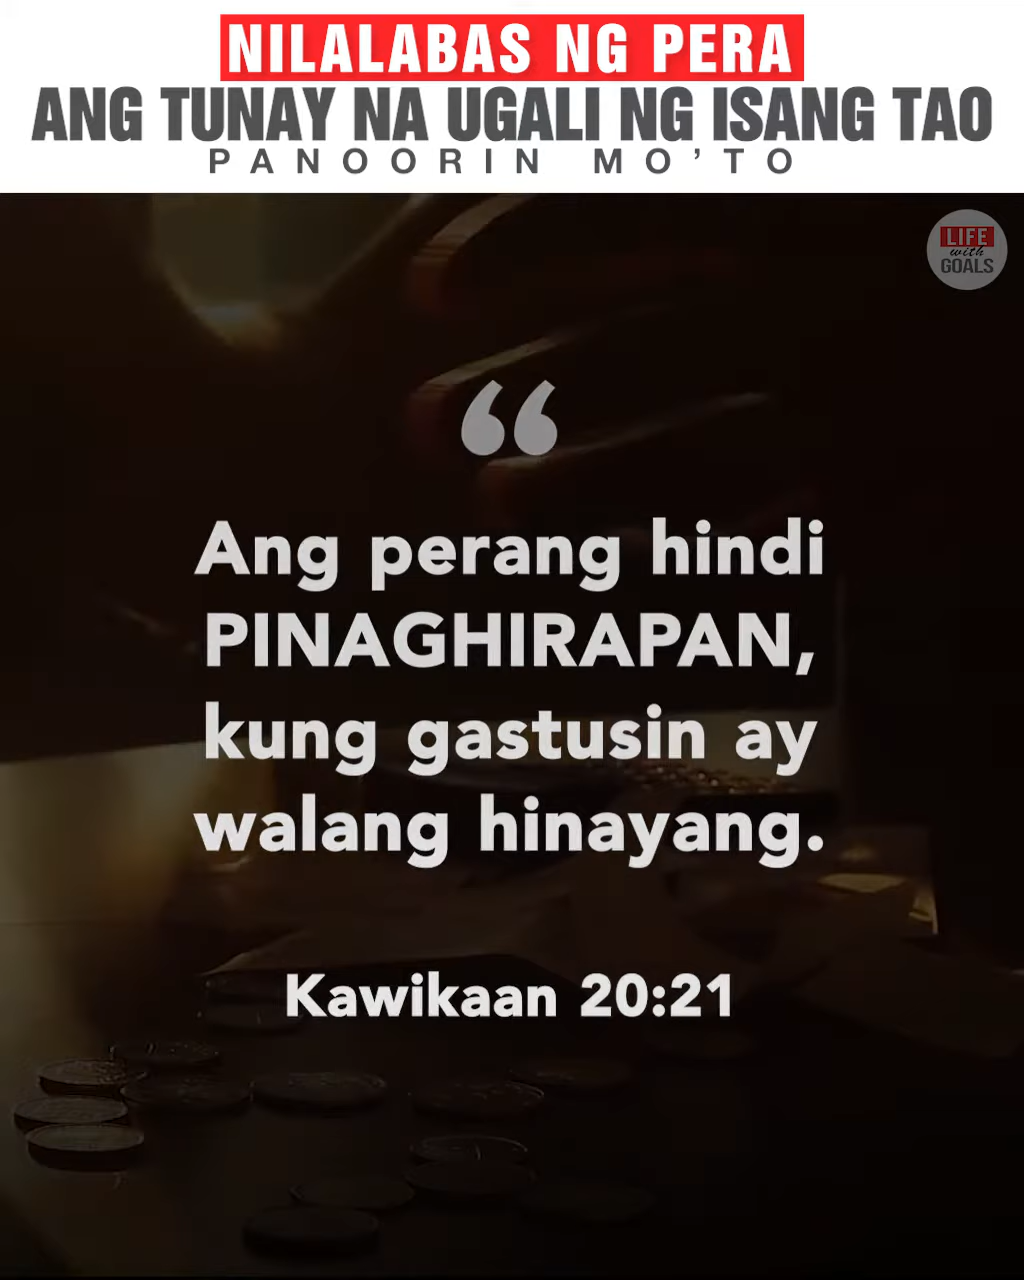 NILALABAS NG PERA
ANG TUNAY NA UGALI NG ISANG TAO
PANOORIN MO'TO
LIFE
with
GOALS
“
Ang perang hindi
PINAGHIRAPAN,
kung gastusin ay
walang hinayang.
Kawikaan 20:21